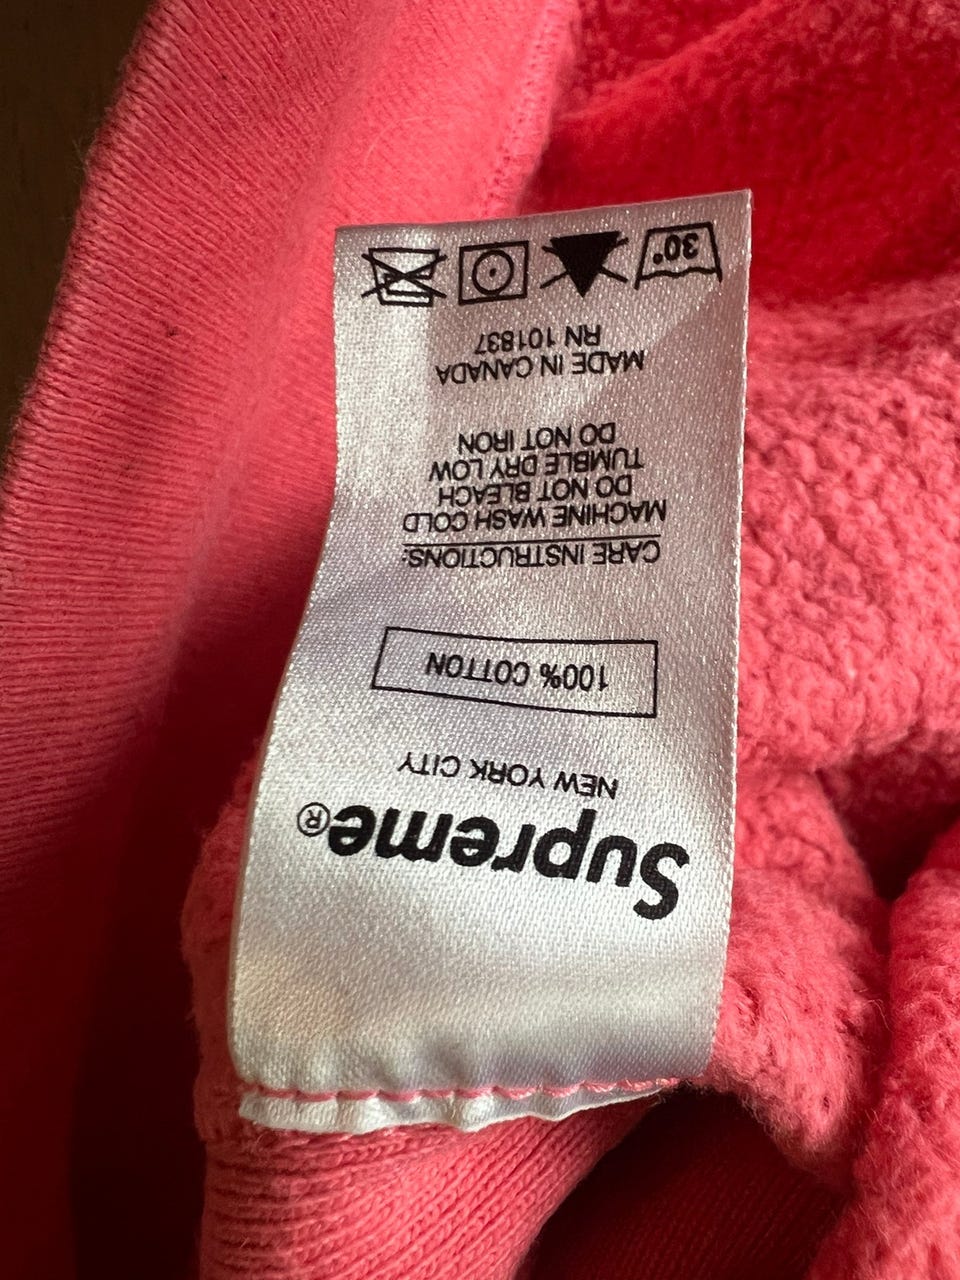 Supreme®
NEW YORK CITY
100% COTTON
CARE INSTRUCTIONS:
MACHINE WASH COLD
DO NOT BLEACH
TUMBLE DRY LOW
DO NOT IRON
MADE IN CANADA
RN 101837
30°